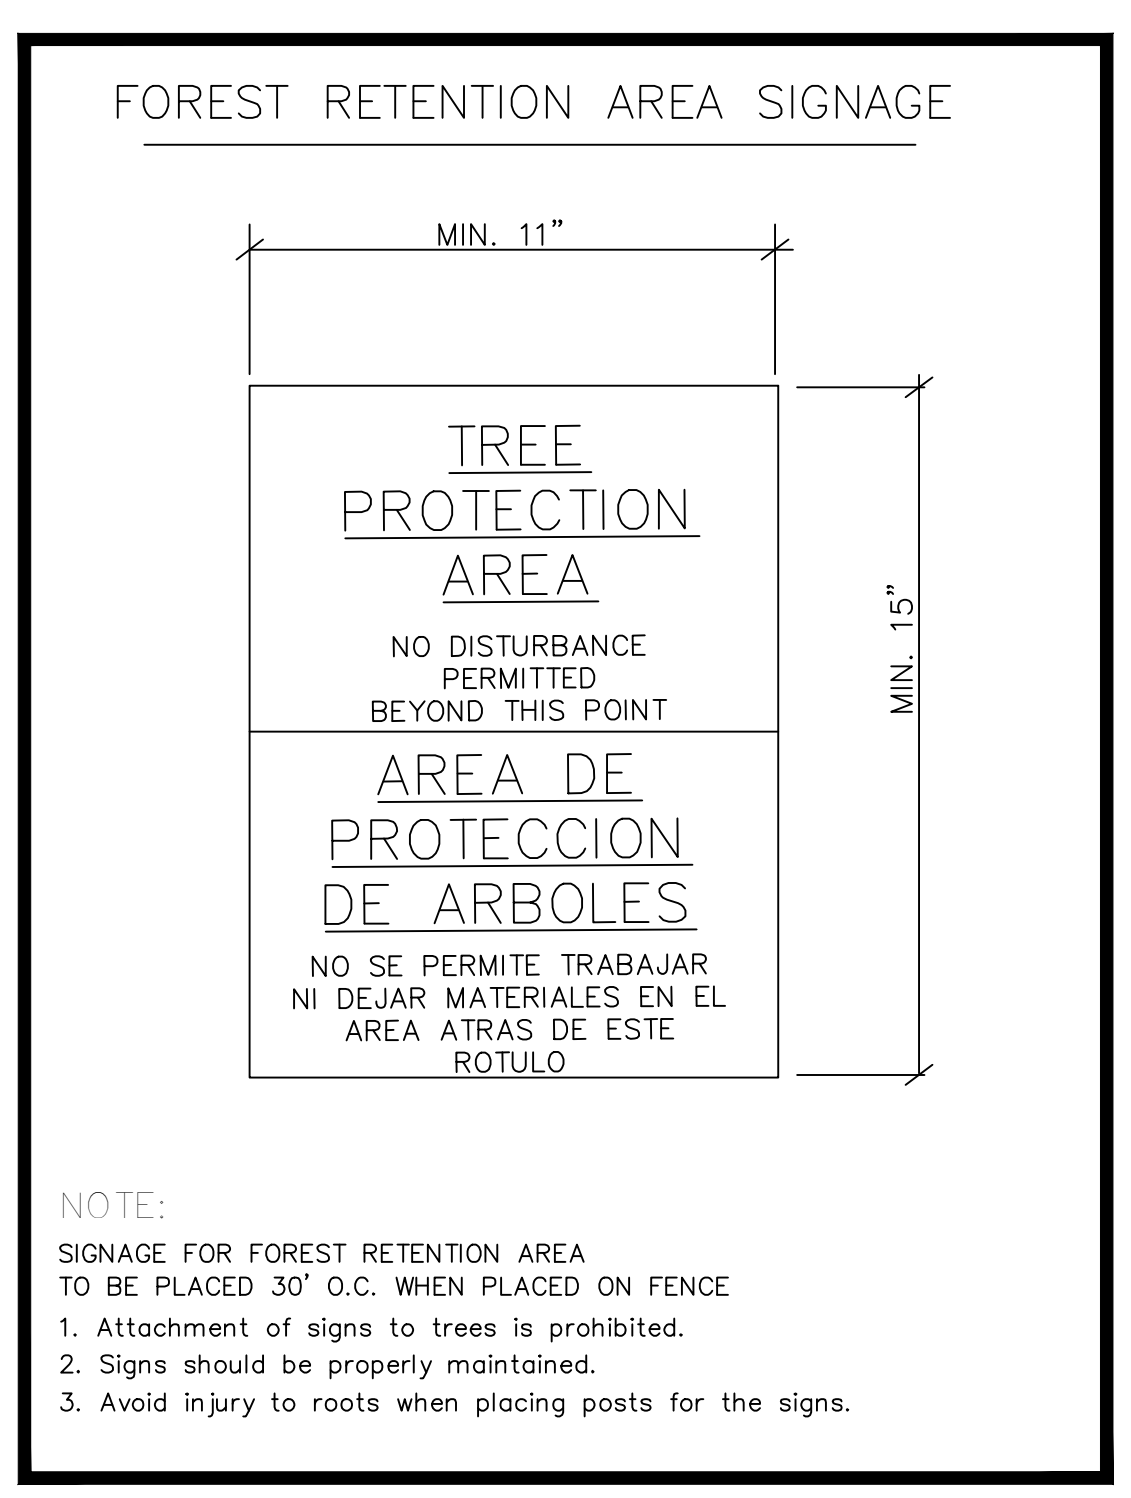 FOREST RETENTION AREA SIGNAGE
MIN. 11”
TREE
PROTECTION
AREA
NO DISTURBANCE
PERMITTED
BEYOND THIS POINT
MIN. 15”
AREA DE
PROTECCION
DE ARBOLES
NO SE PERMITE TRABAJAR
NI DEJAR MATERIALES EN EL
AREA ATRAS DE ESTE
ROTULO
NOTE:
SIGNAGE FOR FOREST RETENTION AREA
TO BE PLACED 30’ O.C. WHEN PLACED ON FENCE
1. Attachment of signs to trees is prohibited.
2. Signs should be properly maintained.
3. Avoid injury to roots when placing posts for the signs.